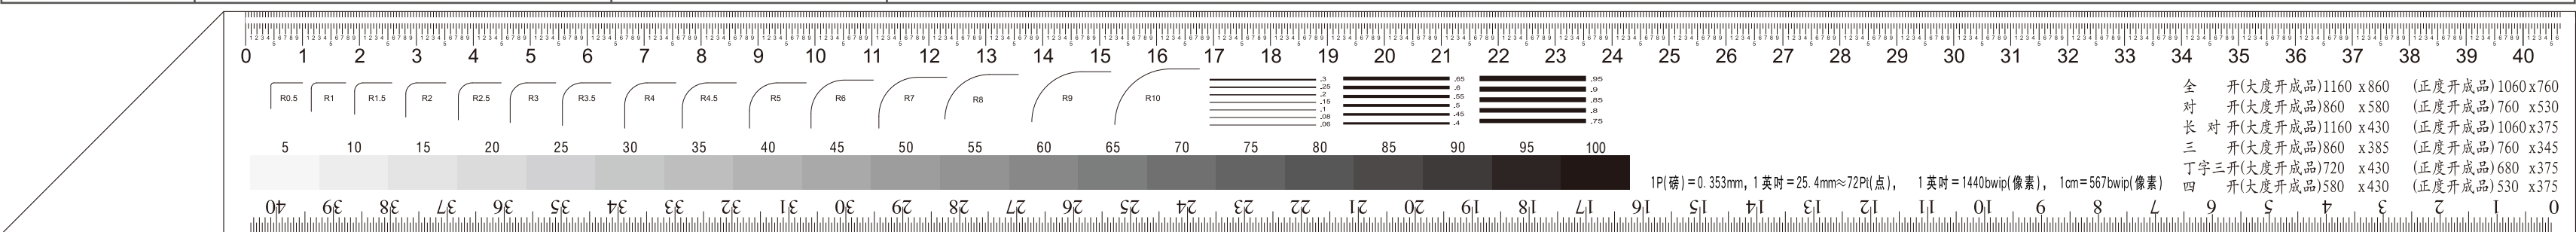 0 1 2 3 4 5 6 7 8 9 10 11 12 13 14 15 16 17 18 19 20 21 22 23 24 25 26 27 28 29 30 31 32 33 34 35 36 37 38 39 40
R0.5 R1 R1.5 R2 R2.5 R3 R3.5 R4 R4.5 R5 R6 R7 R8 R9 R10
.3
.25
.2
.15
.1
.08
.06
.65
.6
.55
.5
.45
.4
.95
.9
.85
.8
.75
全 开(大度开成品)1160 x860 (正度开成品)1060x760
对 开(大度开成品)860 x580 (正度开成品)760 x530
长 对 开(大度开成品)1160 x430 (正度开成品)1060x375
三 开(大度开成品)860 x385 (正度开成品)760 x345
丁字三开(大度开成品)720 x430 (正度开成品)680 x375
四 开(大度开成品)580 x430 (正度开成品)530 x375
5 10 15 20 25 30 35 40 45 50 55 60 65 70 75 80 85 90 95 100
1P(磅)=0.353mm, 1英吋=25.4mm≈72Pt(点), 1英吋=1440bwip(像素), 1cm=567bwip(像素)
40 39 38 37 36 35 34 33 32 31 30 29 28 27 26 25 24 23 22 21 20 19 18 17 16 15 14 13 12 11 10 9 8 7 6 5 4 3 2 1 0